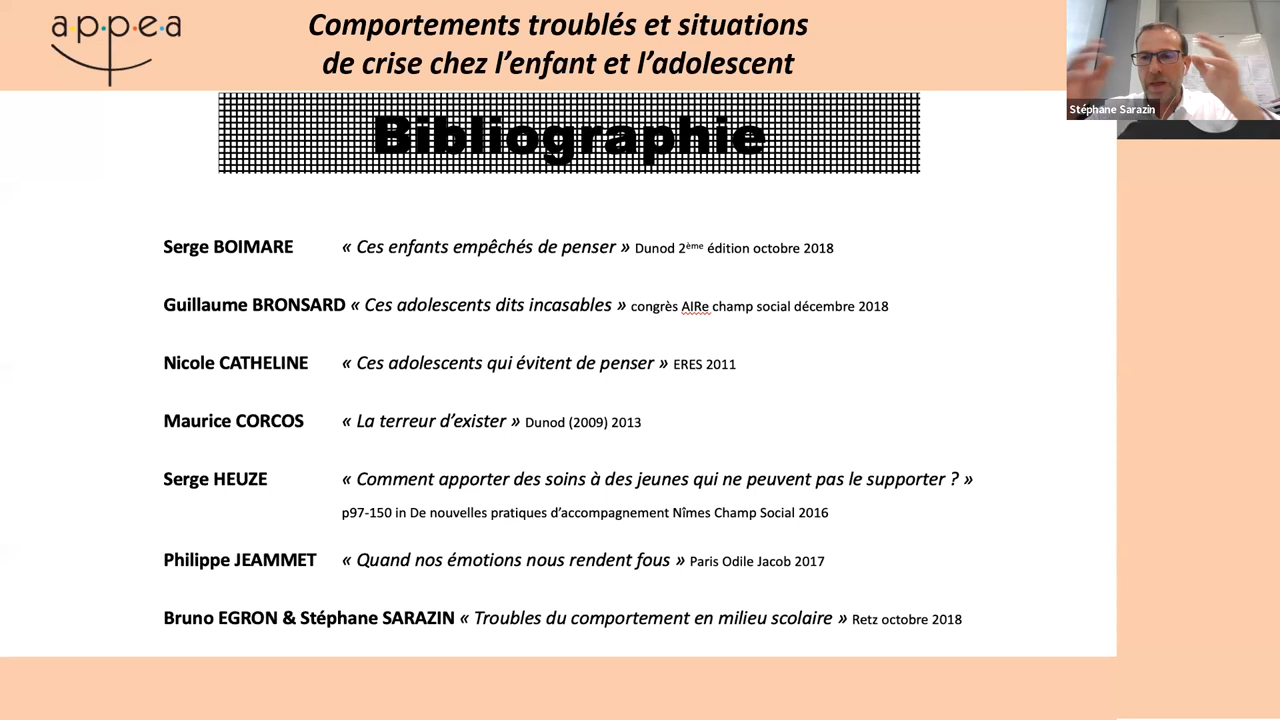 a·p·p·e·a
Comportements troublés et situations
de crise chez l'enfant et l'adolescent
Stéphane Sarazin
Bibliographie
Serge BOIMARE « Ces enfants empêchés de penser » Dunod 2ème édition octobre 2018
Guillaume BRONSARD « Ces adolescents dits incasables » congrès AIRe champ social décembre 2018
Nicole CATHELINE « Ces adolescents qui évitent de penser » ERES 2011
Maurice CORCOS « La terreur d'exister » Dunod (2009) 2013
Serge HEUZE « Comment apporter des soins à des jeunes qui ne peuvent pas le supporter ? »
p97-150 in De nouvelles pratiques d'accompagnement Nîmes Champ Social 2016
Philippe JEAMMET « Quand nos émotions nous rendent fous » Paris Odile Jacob 2017
Bruno EGRON & Stéphane SARAZIN « Troubles du comportement en milieu scolaire » Retz octobre 2018